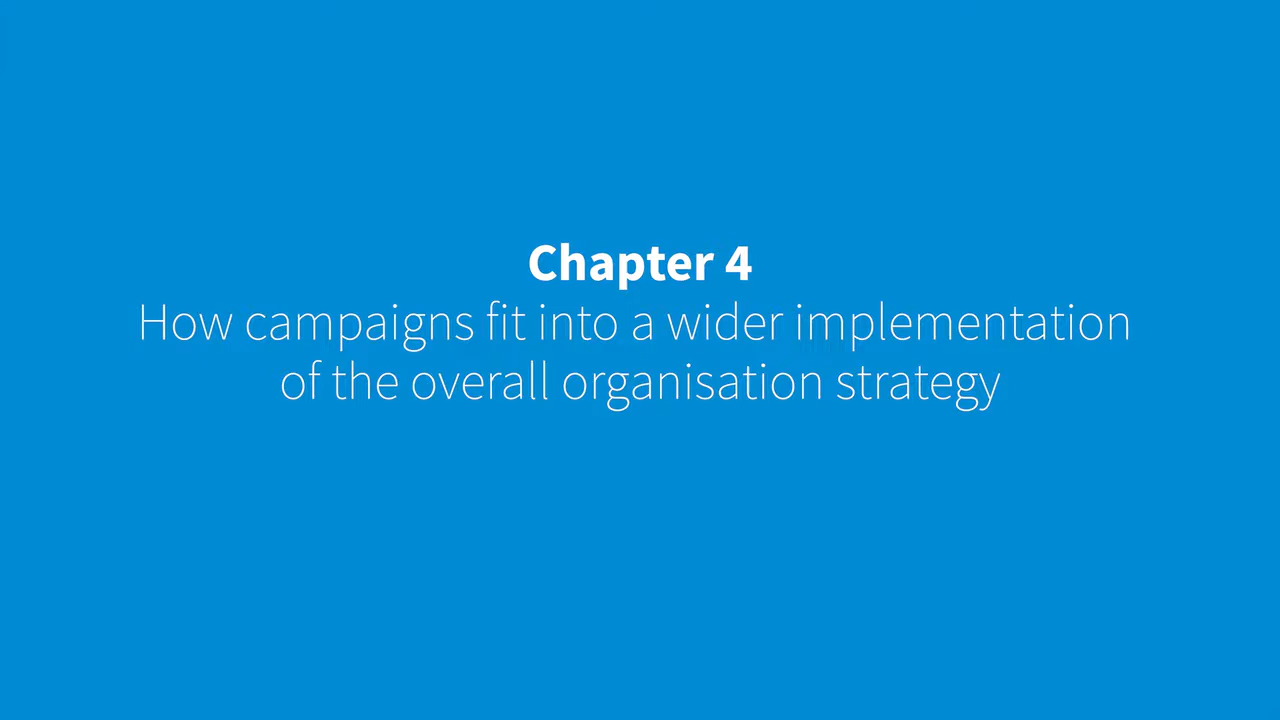 Chapter 4
How campaigns fit into a wider implementation
of the overall organisation strategy